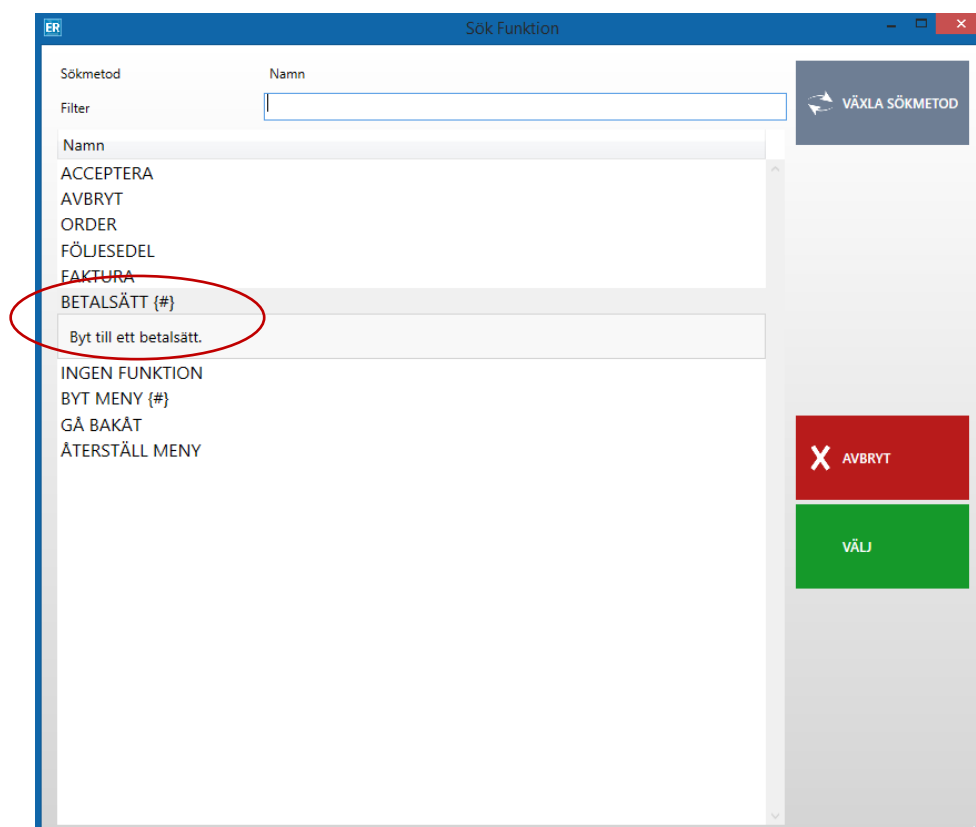 ER
Sök Funktion
Sökmetod
Namn
VÄXLA SÖKMETOD
Filter
Namn
ACCEPTERA
AVBRYT
ORDER
FÖLJESEDEL
FAKTURA
BETALSÄTT {#}
Byt till ett betalsätt.
INGEN FUNKTION
BYT MENY {#}
GÅ BAKÅT
ÅTERSTÄLL MENY
X AVBRYT
VÄLJ